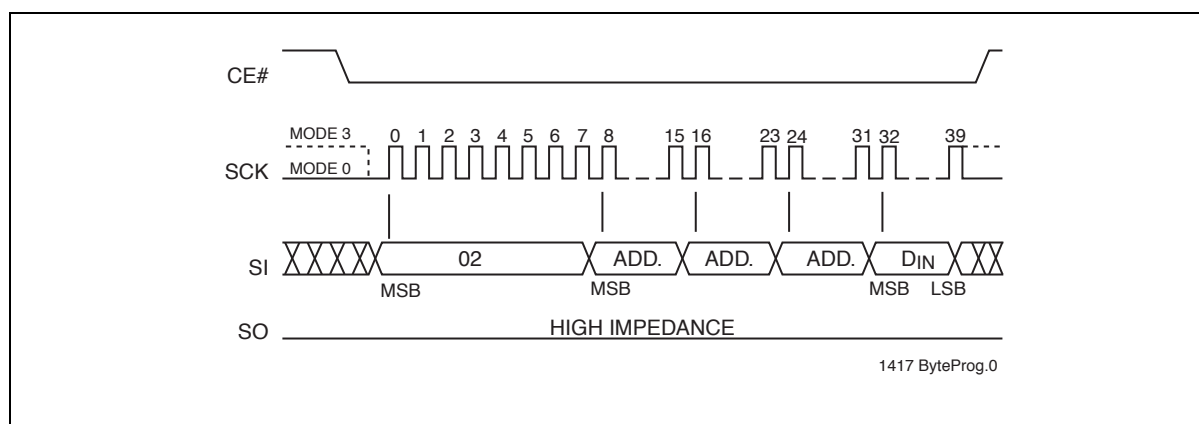 CE#
MODE 3
0 1 2 3 4 5 6 7 8 15 16 23 24 31 32 39
SCK
MODE 0
SI
02 ADD. ADD. ADD. DIN
MSB MSB MSB LSB
SO
HIGH IMPEDANCE
1417 ByteProg.0